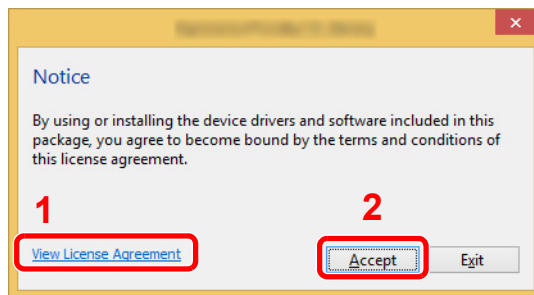 Notice
By using or installing the device drivers and software included in this
package, you agree to become bound by the terms and conditions of
this license agreement.
1
2
View License Agreement
Accept
Exit